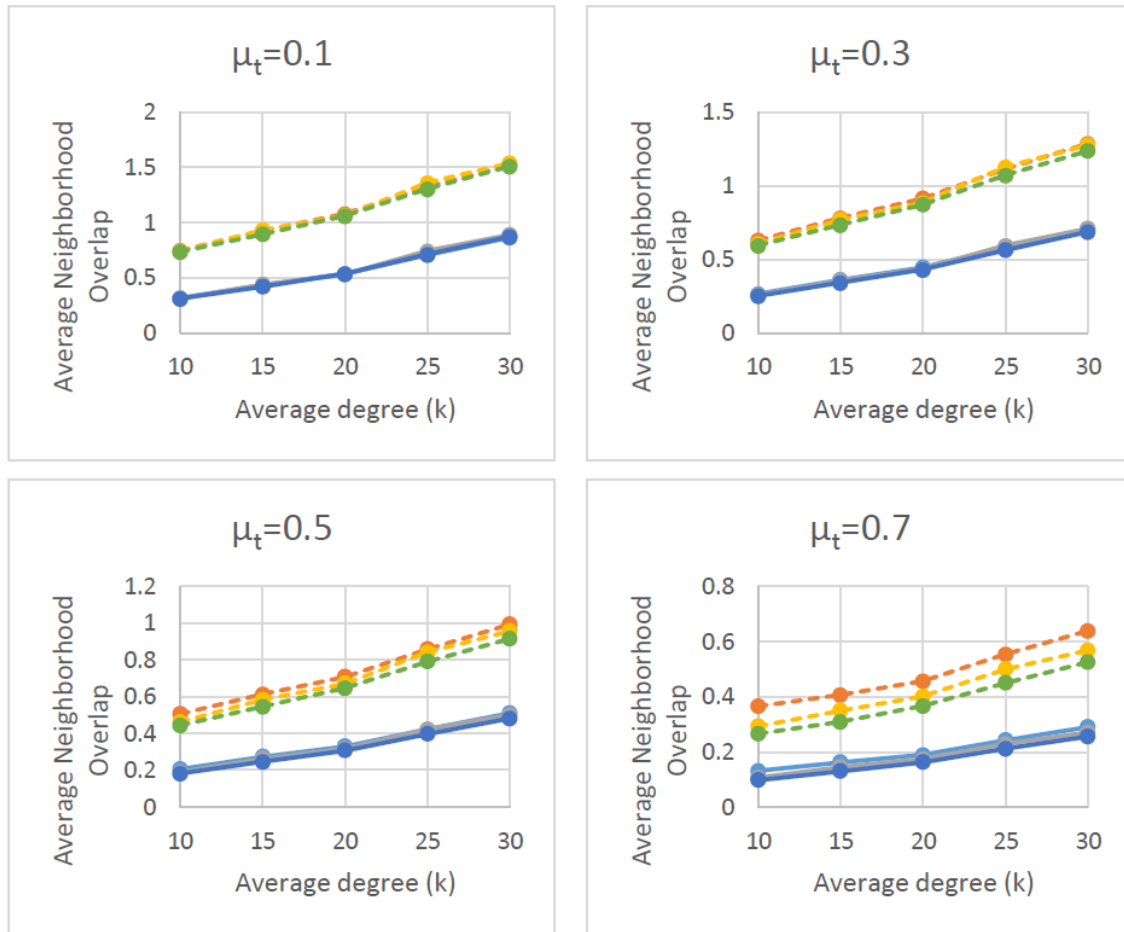 μt=0.1
2
1.5
1
0.5
0
10 15 20 25 30
Average Neighborhood
Overlap
Average degree (k)
μt=0.3
1.5
1
0.5
0
10 15 20 25 30
Average Neighborhood
Overlap
Average degree (k)
μt=0.5
1.2
1
0.8
0.6
0.4
0.2
0
10 15 20 25 30
Average Neighborhood
Overlap
Average degree (k)
μt=0.7
0.8
0.6
0.4
0.2
0
10 15 20 25 30
Average Neighborhood
Overlap
Average degree (k)